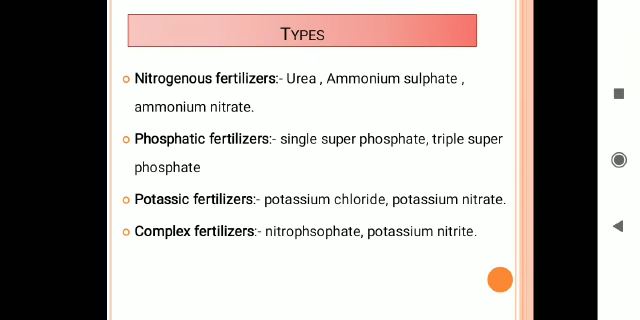 TYPES
Nitrogenous fertilizers:- Urea , Ammonium sulphate ,
ammonium nitrate.
Phosphatic fertilizers:- single super phosphate, triple super
phosphate
Potassic fertilizers:- potassium chloride, potassium nitrate.
Complex fertilizers:- nitrophsophate, potassium nitrite.